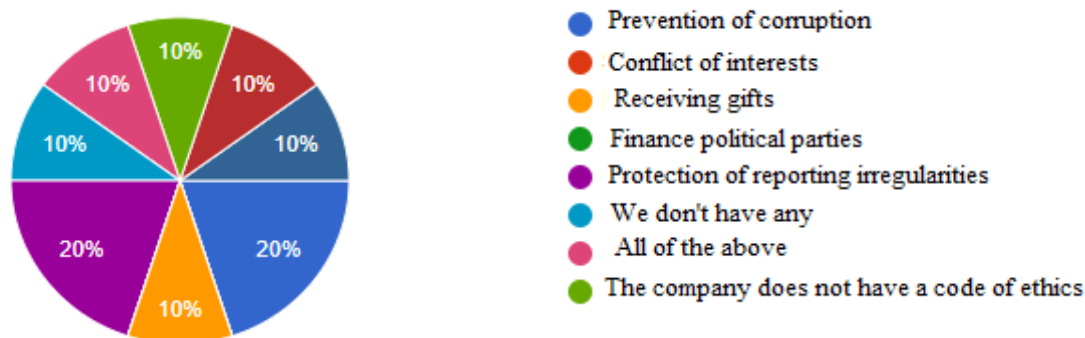 10%
10%
10%
10%
10%
10%
20%
20%
10%
Prevention of corruption
Conflict of interests
Receiving gifts
Finance political parties
Protection of reporting irregularities
We don't have any
All of the above
The company does not have a code of ethics